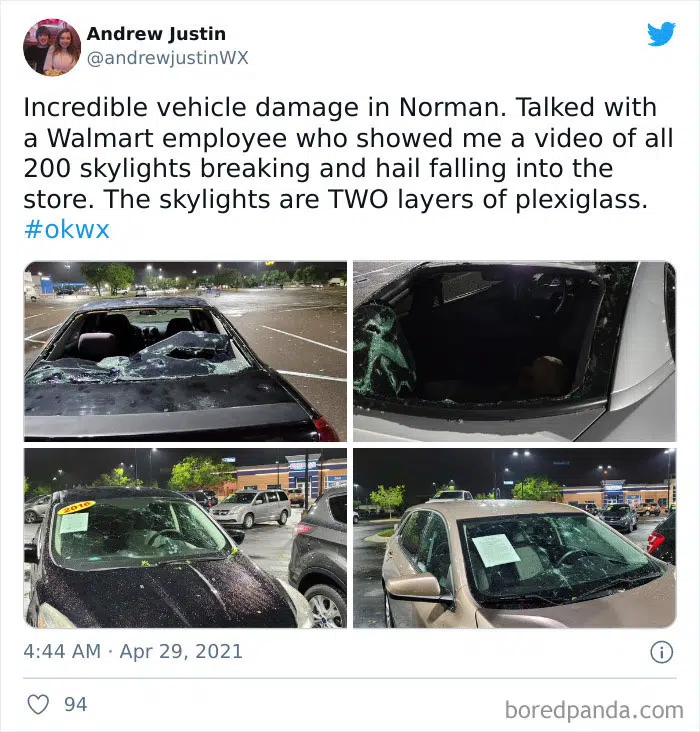 Andrew Justin
@andrewjustinWX
Incredible vehicle damage in Norman. Talked with
a Walmart employee who showed me a video of all
200 skylights breaking and hail falling into the
store. The skylights are TWO layers of plexiglass.
#okwx
2016
4:44 AM · Apr 29, 2021
94
boredpanda.com